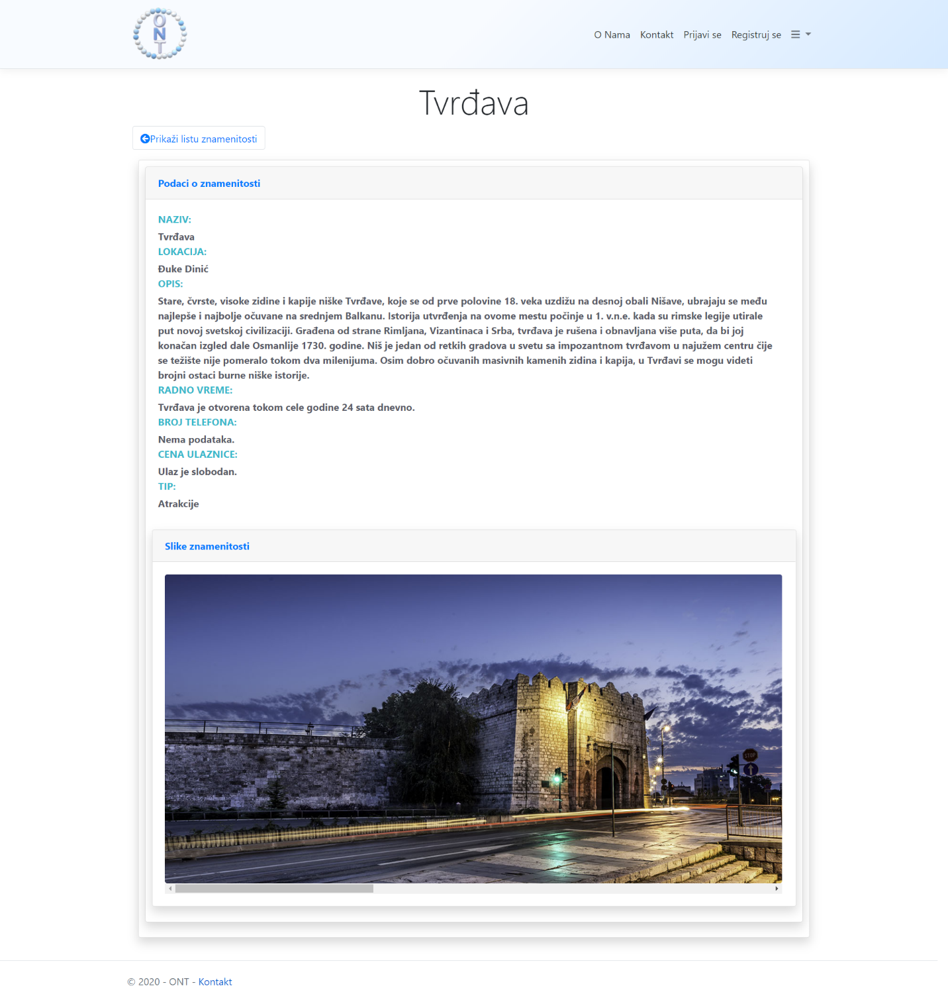 ONT
O Nama Kontakt Prijavi se Registruj se
Tvrđava
Prikaži listu znamenitosti
Podaci o znamenitosti
NAZIV:
Tvrđava
LOKACIJA:
Đuke Dinić
OPIS:
Stare, čvrste, visoke zidine i kapije niške Tvrđave, koje se od prve polovine 18. veka uzdižu na desnoj obali Nišave, ubrajaju se među
najlepše i najbolje očuvane na srednjem Balkanu. Istorija utvrđenja na ovome mestu počinje u 1. v.n.e. kada su rimske legije utirale
put novoj svetskoj civilizaciji. Građena od strane Rimljana, Vizantinaca i Srba, tvrđava je rušena i obnavljana više puta, da bi joj
konačan izgled dale Osmanlije 1730. godine. Niš je jedan od retkih gradova u svetu sa impozantnom tvrđavom u najužem centru čije
se težište nije pomeralo tokom dva milenijuma. Osim dobro očuvanih masivnih kamenih zidina i kapija, u Tvrđavi se mogu videti
brojni ostaci burne niške istorije.
RADNO VREME:
Tvrđava je otvorena tokom cele godine 24 sata dnevno.
BROJ TELEFONA:
Nema podataka.
CENA ULAZNICE:
Ulaz je slobodan.
TIP:
Atrakcije
Slike znamenitosti
STOP
© 2020 - ONT - Kontakt